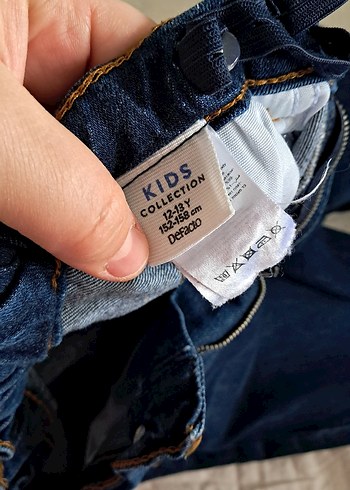 KIDS
COLLECTION
12-13 Y
152-158 cm
DeFacto